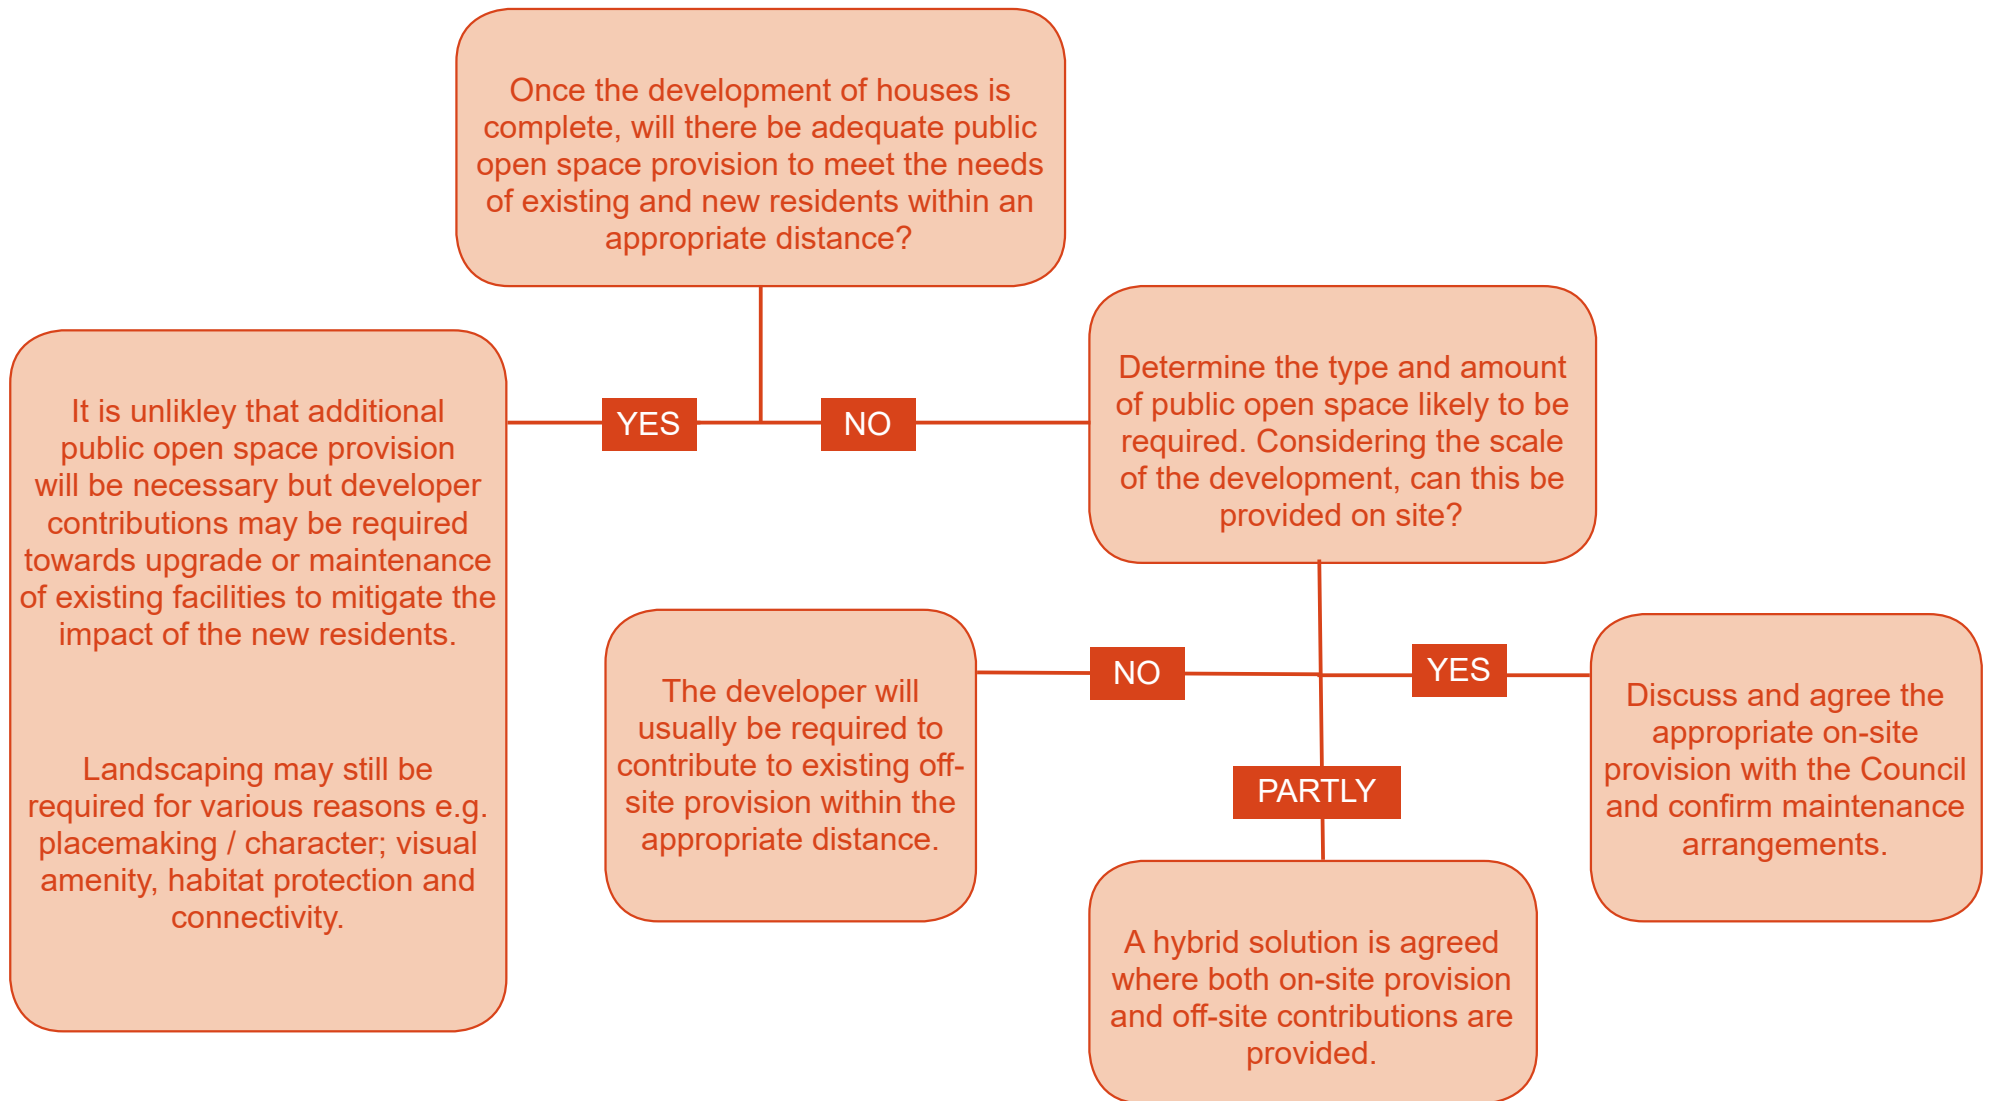 Once the development of houses is
complete, will there be adequate public
open space provision to meet the needs
of existing and new residents within an
appropriate distance?
YES
NO
It is unlikley that additional
public open space provision
will be necessary but developer
contributions may be required
towards upgrade or maintenance
of existing facilities to mitigate the
impact of the new residents.
Landscaping may still be
required for various reasons e.g.
placemaking / character; visual
amenity, habitat protection and
connectivity.
Determine the type and amount
of public open space likely to be
required. Considering the scale
of the development, can this be
provided on site?
NO
YES
PARTLY
The developer will
usually be required to
contribute to existing off-
site provision within the
appropriate distance.
Discuss and agree the
appropriate on-site
provision with the Council
and confirm maintenance
arrangements.
A hybrid solution is agreed
where both on-site provision
and off-site contributions are
provided.